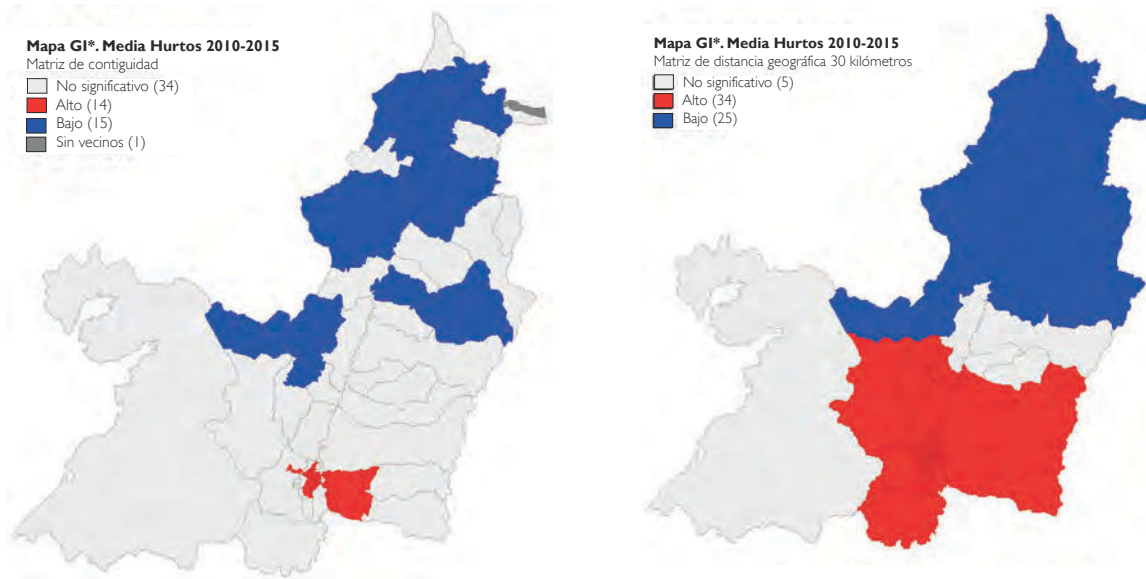 Mapa GI*. Media Hurtos 2010-2015
Matriz de contiguidad
No significativo (34)
Alto (14)
Bajo (15)
Sin vecinos (1)
Mapa GI*. Media Hurtos 2010-2015
Matriz de distancia geográfica 30 kilómetros
No significativo (5)
Alto (34)
Bajo (25)